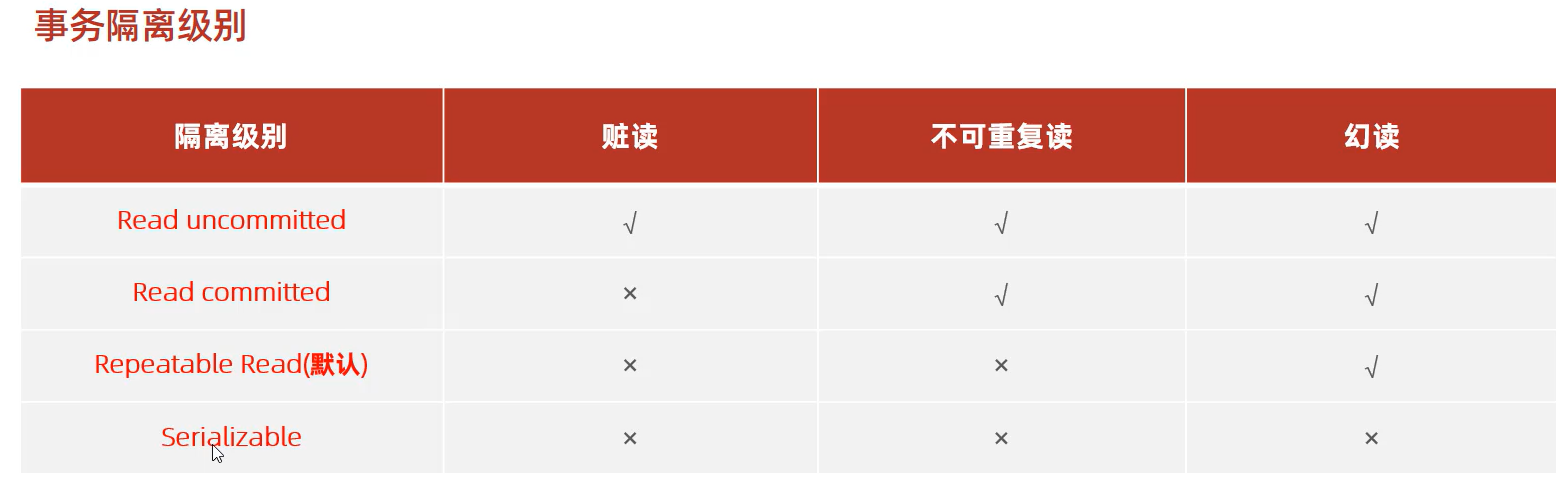 事务隔离级别
隔离级别 赃读 不可重复读 幻读
Read uncommitted √ √ √
Read committed × √ √
Repeatable Read(默认) × × √
Serializable × × ×